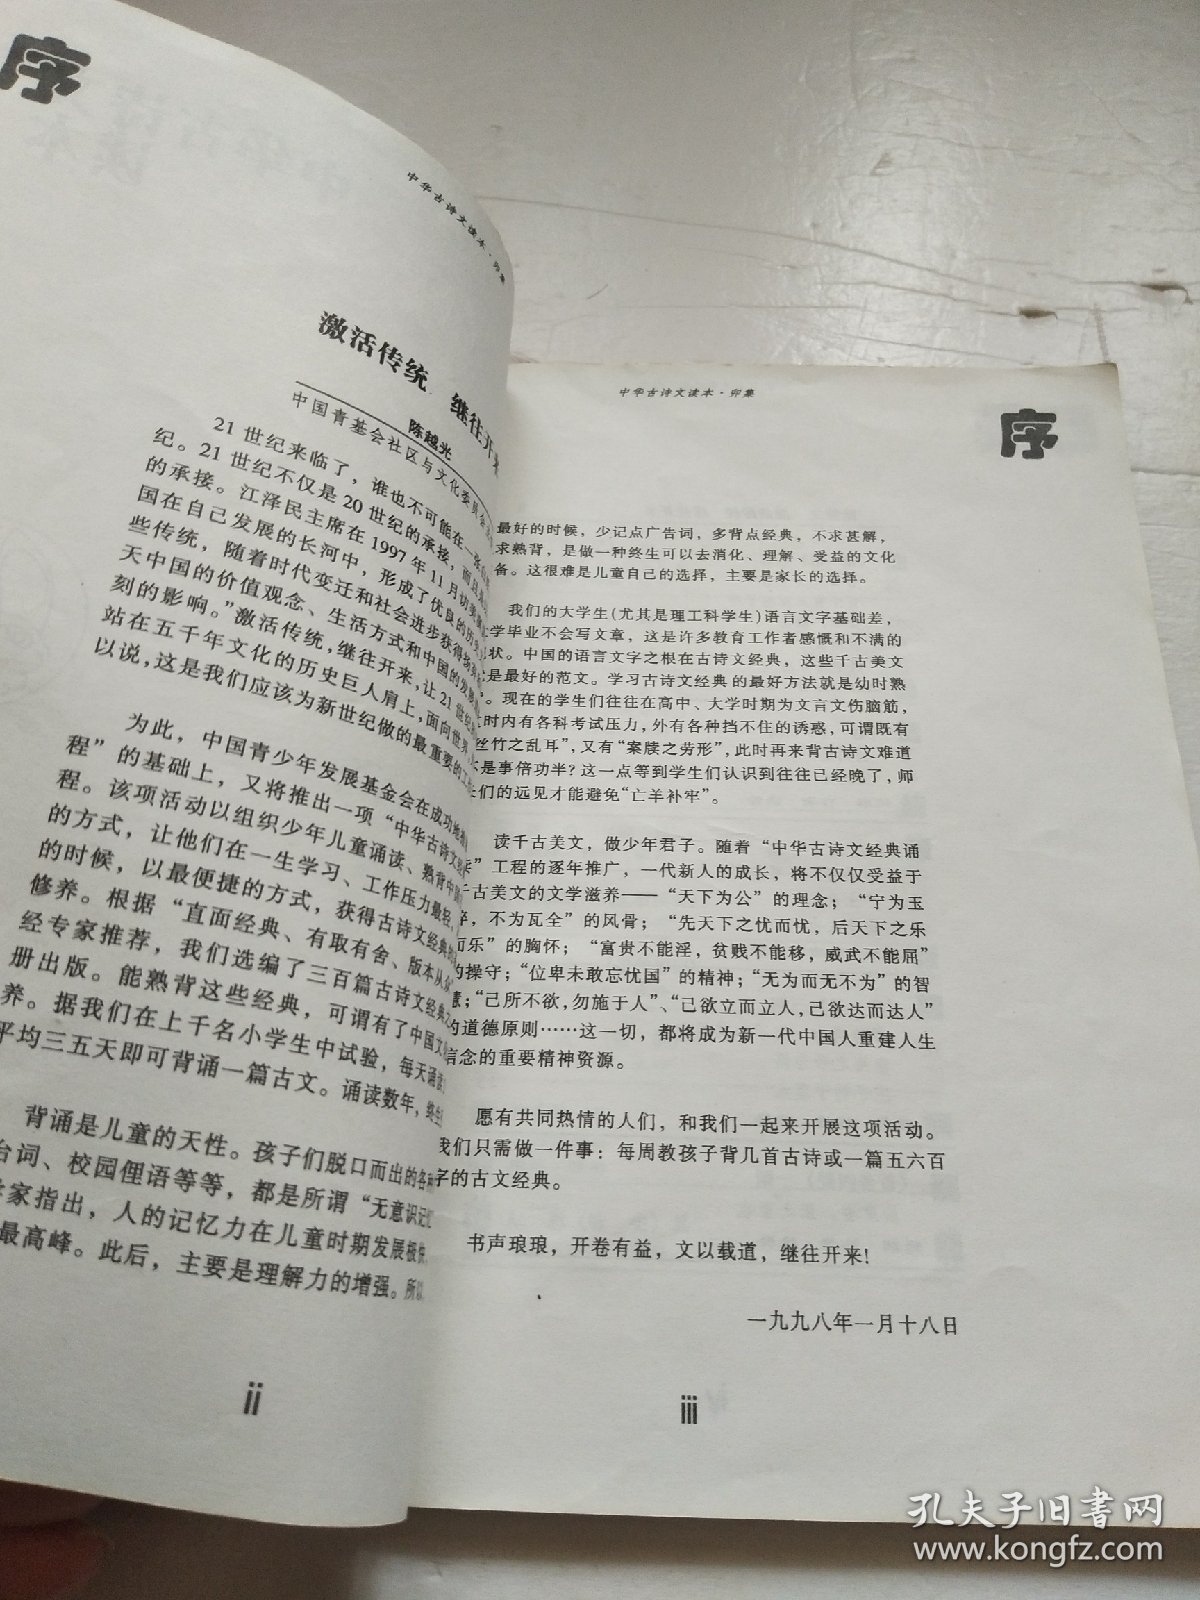 序
中华古诗文读本·卯集
激活传统 继往开来
陈越光
中国青基会社区与文化委员会
21世纪来临了，谁也不可能在一张白
纪。21世纪不仅是20世纪的承接，而且是
的承接。江泽民主席在1997年11月访美
国在自己发展的长河中，形成了优良的历史
些传统，随着时代变迁和社会进步获得扬弃
天中国的价值观念、生活方式和中国的发展
刻的影响。”激活传统，继往开来，让21世纪
站在五千年文化的历史巨人肩上，面向世界
以说，这是我们应该为新世纪做的最重要的工
为此，中国青少年发展基金会在成功地
程”的基础上，又将推出一项“中华古诗文经
程。该项活动以组织少年儿童诵读、熟背中
的方式，让他们在一生学习、工作压力最轻，
的时候，以最便捷的方式，获得古诗文经典的
修养。根据“直面经典、有取有舍、版本从
经专家推荐，我们选编了三百篇古诗文经典
册出版。能熟背这些经典，可谓有了中国文
养。据我们在上千名小学生中试验，每天诵读
平均三五天即可背诵一篇古文。诵读数年，终生
背诵是儿童的天性。孩子们脱口而出的各种
台词、校园俚语等等，都是所谓“无意识记忆
家指出，人的记忆力在儿童时期发展极快，
最高峰。此后，主要是理解力的增强。所以，
ii
中华古诗文读本·卯集
序
最好的时候，少记点广告词，多背点经典，不求甚解，
求熟背，是做一种终生可以去消化、理解、受益的文化
备。这很难是儿童自己的选择，主要是家长的选择。
我们的大学生(尤其是理工科学生)语言文字基础差，
学毕业不会写文章，这是许多教育工作者感慨和不满的
状。中国的语言文字之根在古诗文经典，这些千古美文
是最好的范文。学习古诗文经典的最好方法就是幼时熟
。现在的学生们往往在高中、大学时期为文言文伤脑筋，
时内有各科考试压力，外有各种挡不住的诱惑，可谓既有
丝竹之乱耳”，又有“案牍之劳形”，此时再来背古诗文难道
是事倍功半？这一点等到学生们认识到往往已经晚了，师
们的远见才能避免“亡羊补牢”。
读千古美文，做少年君子。随着“中华古诗文经典诵
”工程的逐年推广，一代新人的成长，将不仅仅受益于
千古美文的文学滋养——“天下为公”的理念；“宁为玉
碎，不为瓦全”的风骨；“先天下之忧而忧，后天下之乐
而乐”的胸怀；“富贵不能淫，贫贱不能移，威武不能屈”
的操守；“位卑未敢忘忧国”的精神；“无为而无不为”的智
慧；“己所不欲，勿施于人”、“己欲立而立人，己欲达而达人”
的道德原则……这一切，都将成为新一代中国人重建人生
信念的重要精神资源。
愿有共同热情的人们，和我们一起来开展这项活动。
我们只需做一件事：每周教孩子背几首古诗或一篇五六百
字的古文经典。
书声琅琅，开卷有益，文以载道，继往开来！
一九九八年一月十八日
iii
孔夫子旧书网
www.kongfz.com